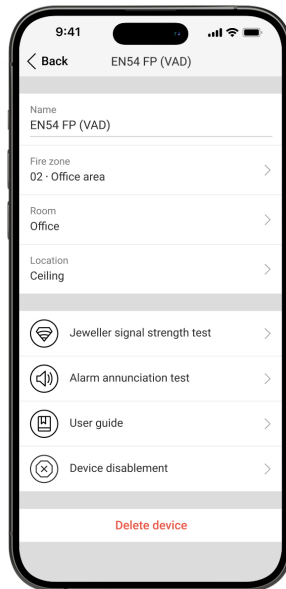 9:41
Back EN54 FP (VAD)
Name
EN54 FP (VAD)
Fire zone
02 · Office area
Room
Office
Location
Ceiling
Jeweller signal strength test
Alarm annunciation test
User guide
Device disablement
Delete device